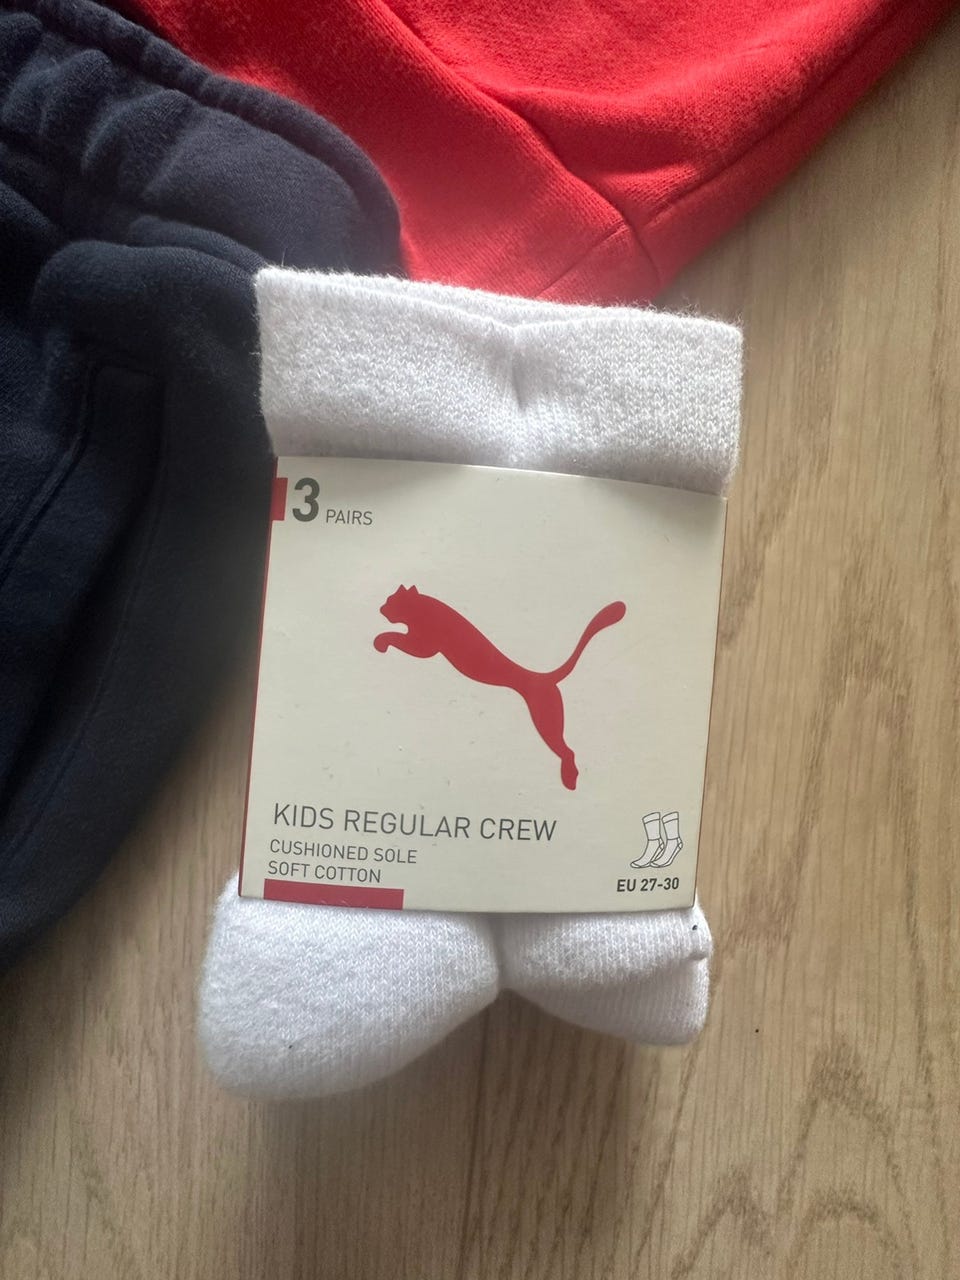 3 PAIRS
KIDS REGULAR CREW
CUSHIONED SOLE
SOFT COTTON
EU 27-30